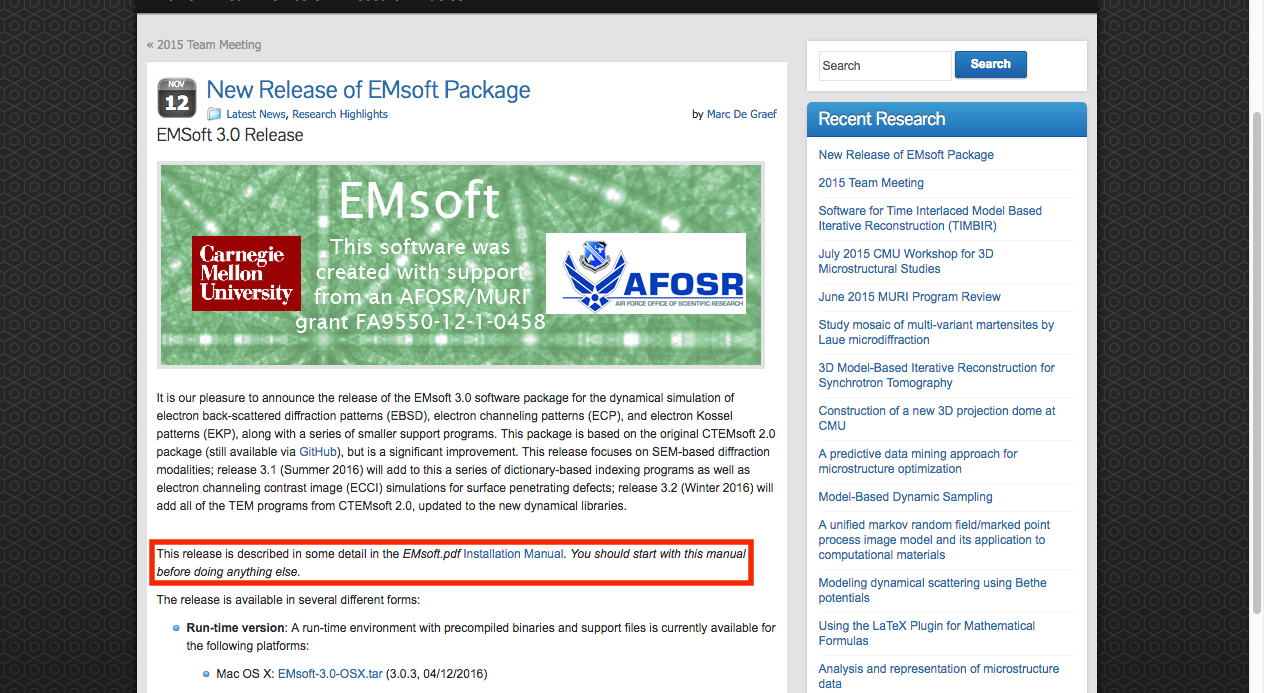 « 2015 Team Meeting
NOV
12
New Release of EMsoft Package
Latest News, Research Highlights
by Marc De Graef
EMSoft 3.0 Release
EMsoft
Carnegie
Mellon
University
This software was
created with support
from an AFOSR/MURI
grant FA9550-12-1-0458
AFOSR
AIR FORCE OFFICE OF SCIENTIFIC RESEARCH
It is our pleasure to announce the release of the EMsoft 3.0 software package for the dynamical simulation of
electron back-scattered diffraction patterns (EBSD), electron channeling patterns (ECP), and electron Kossel
patterns (EKP), along with a series of smaller support programs. This package is based on the original CTEMsoft 2.0
package (still available via GitHub), but is a significant improvement. This release focuses on SEM-based diffraction
modalities; release 3.1 (Summer 2016) will add to this a series of dictionary-based indexing programs as well as
electron channeling contrast image (ECCI) simulations for surface penetrating defects; release 3.2 (Winter 2016) will
add all of the TEM programs from CTEMsoft 2.0, updated to the new dynamical libraries.
This release is described in some detail in the EMsoft.pdf Installation Manual. You should start with this manual
before doing anything else.
The release is available in several different forms:
Run-time version: A run-time environment with precompiled binaries and support files is currently available for
the following platforms:
Mac OS X: EMsoft-3.0-OSX.tar (3.0.3, 04/12/2016)
Search
Search
Recent Research
New Release of EMsoft Package
2015 Team Meeting
Software for Time Interlaced Model Based
Iterative Reconstruction (TIMBIR)
July 2015 CMU Workshop for 3D
Microstructural Studies
June 2015 MURI Program Review
Study mosaic of multi-variant martensites by
Laue microdiffraction
3D Model-Based Iterative Reconstruction for
Synchrotron Tomography
Construction of a new 3D projection dome at
CMU
A predictive data mining approach for
microstructure optimization
Model-Based Dynamic Sampling
A unified markov random field/marked point
process image model and its application to
computational materials
Modeling dynamical scattering using Bethe
potentials
Using the LaTeX Plugin for Mathematical
Formulas
Analysis and representation of microstructure
data